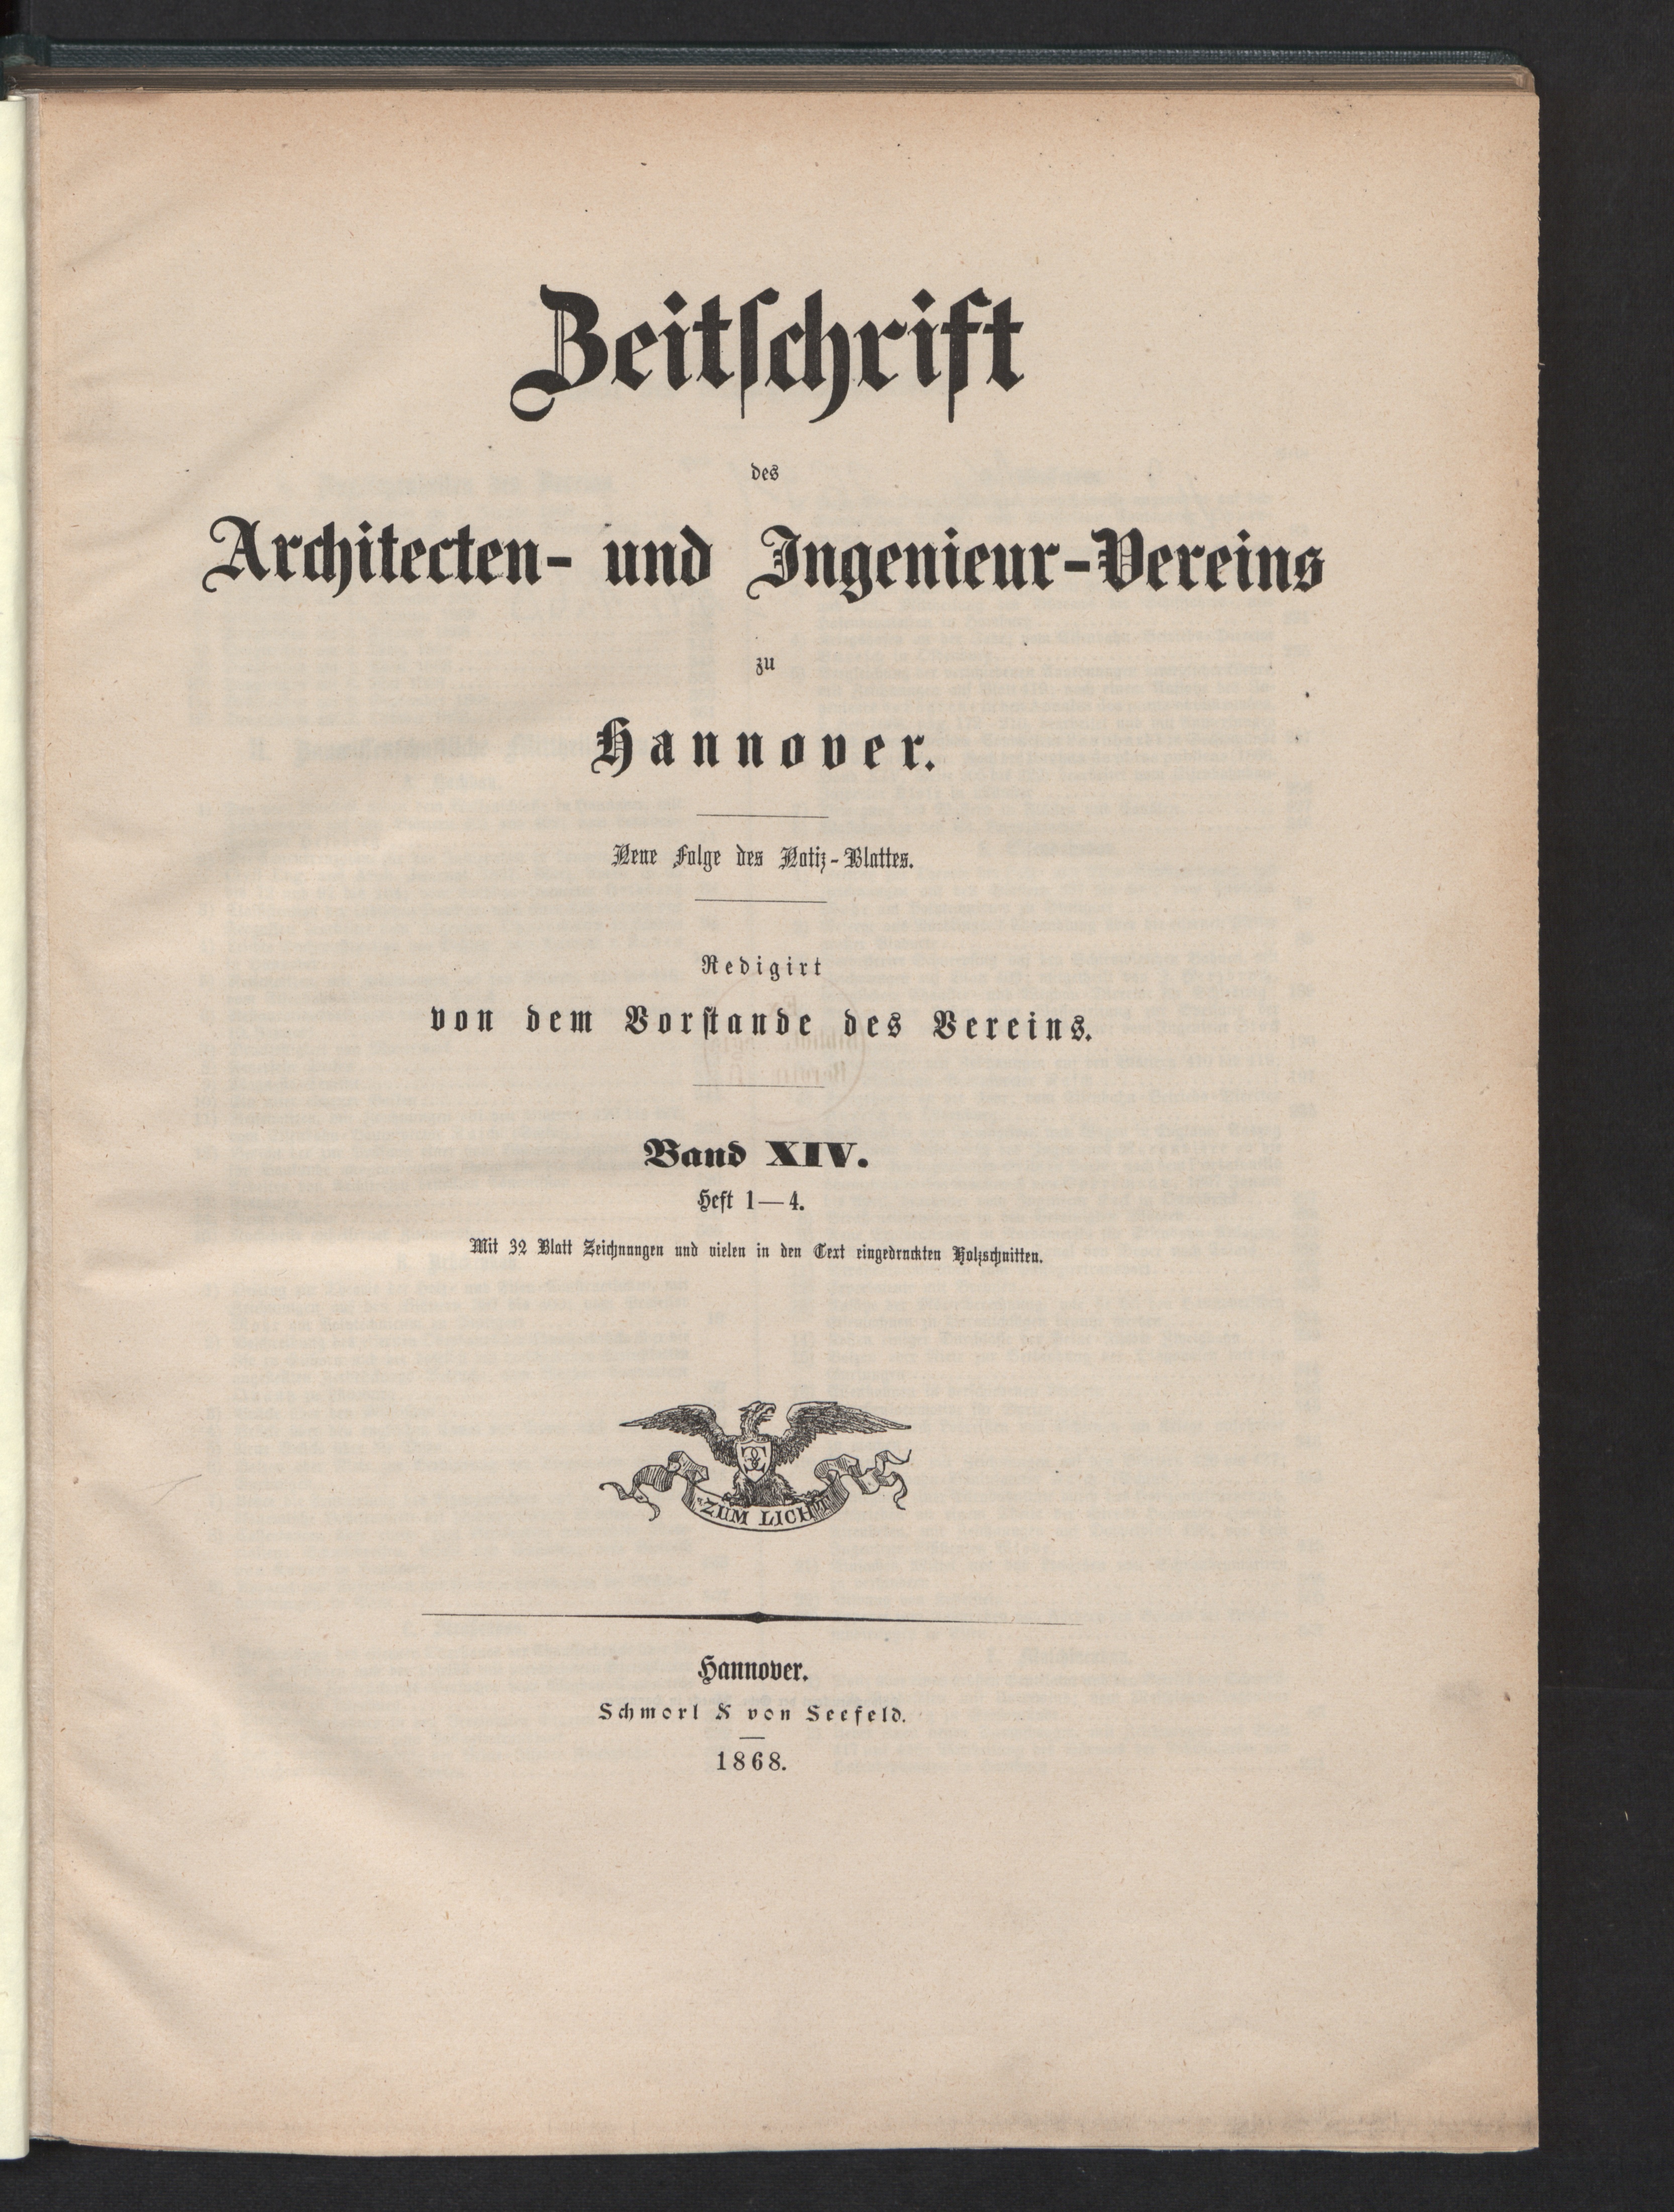 Zeitſchrift
des
Architecten- und Ingenieur-Vereins
zu
Hannover.
Neue Folge des Notiz-Blattes.
Redigirt
von dem Vorſtande des Vereins.
Band XIV.
Heft 1—4.
Mit 32 Blatt Zeichnungen und vielen in den Text eingedruckten Holzschnitten.
ZUM LICHT
Hannover.
Schmorl & von Seefeld.
1868.